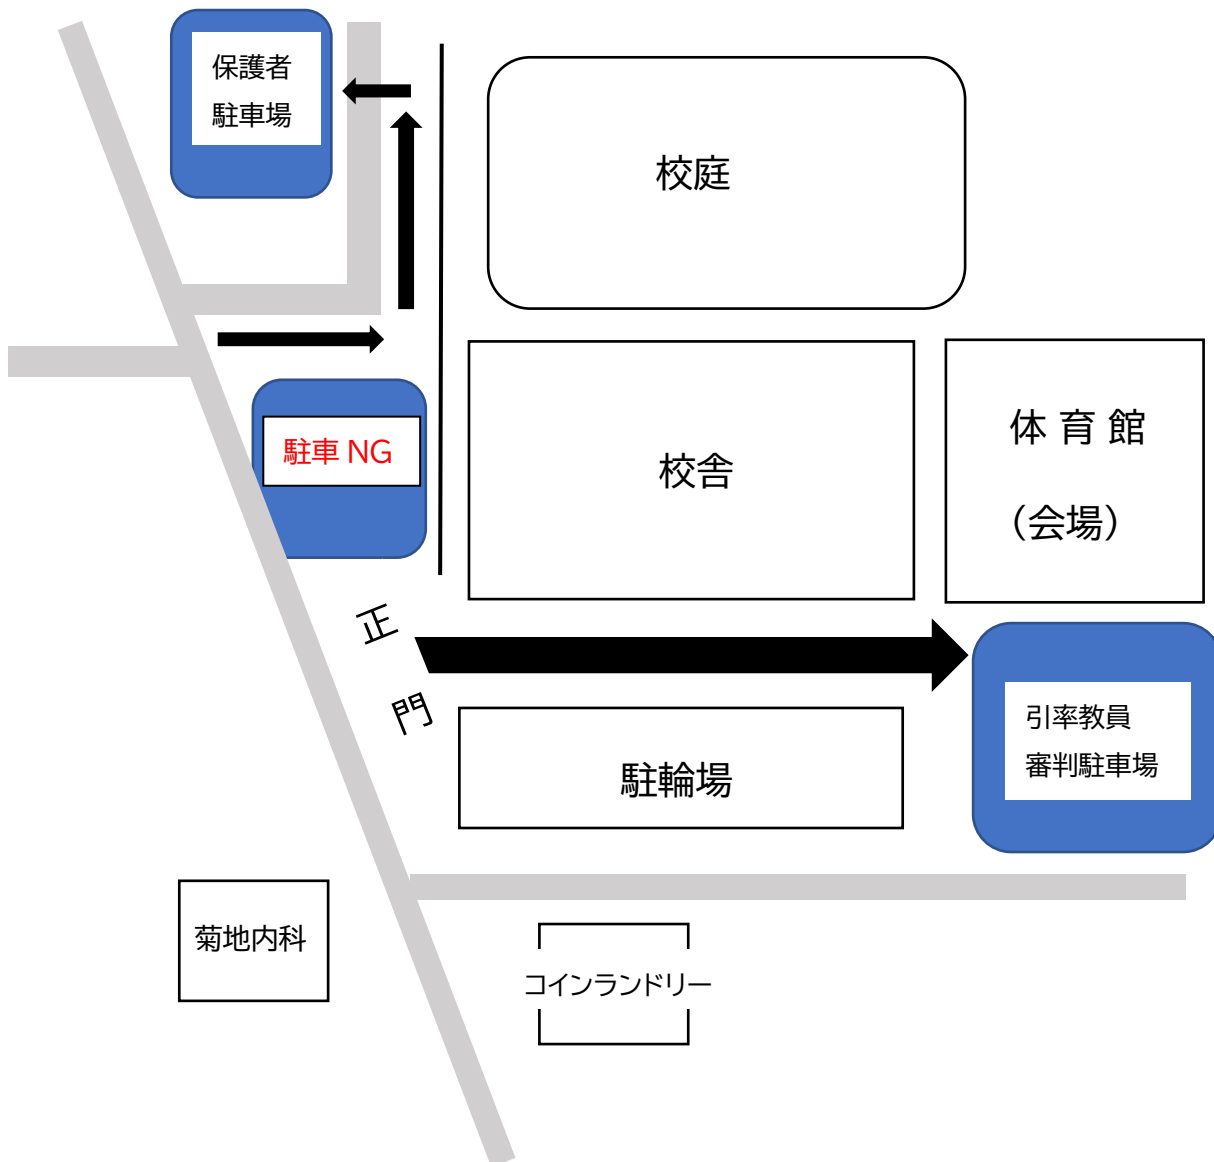 保護者
駐車場
校庭
駐車 NG
校舎
体 育 館
（会場）
正
門
引率教員
審判駐車場
駐輪場
菊地内科
コインランドリー